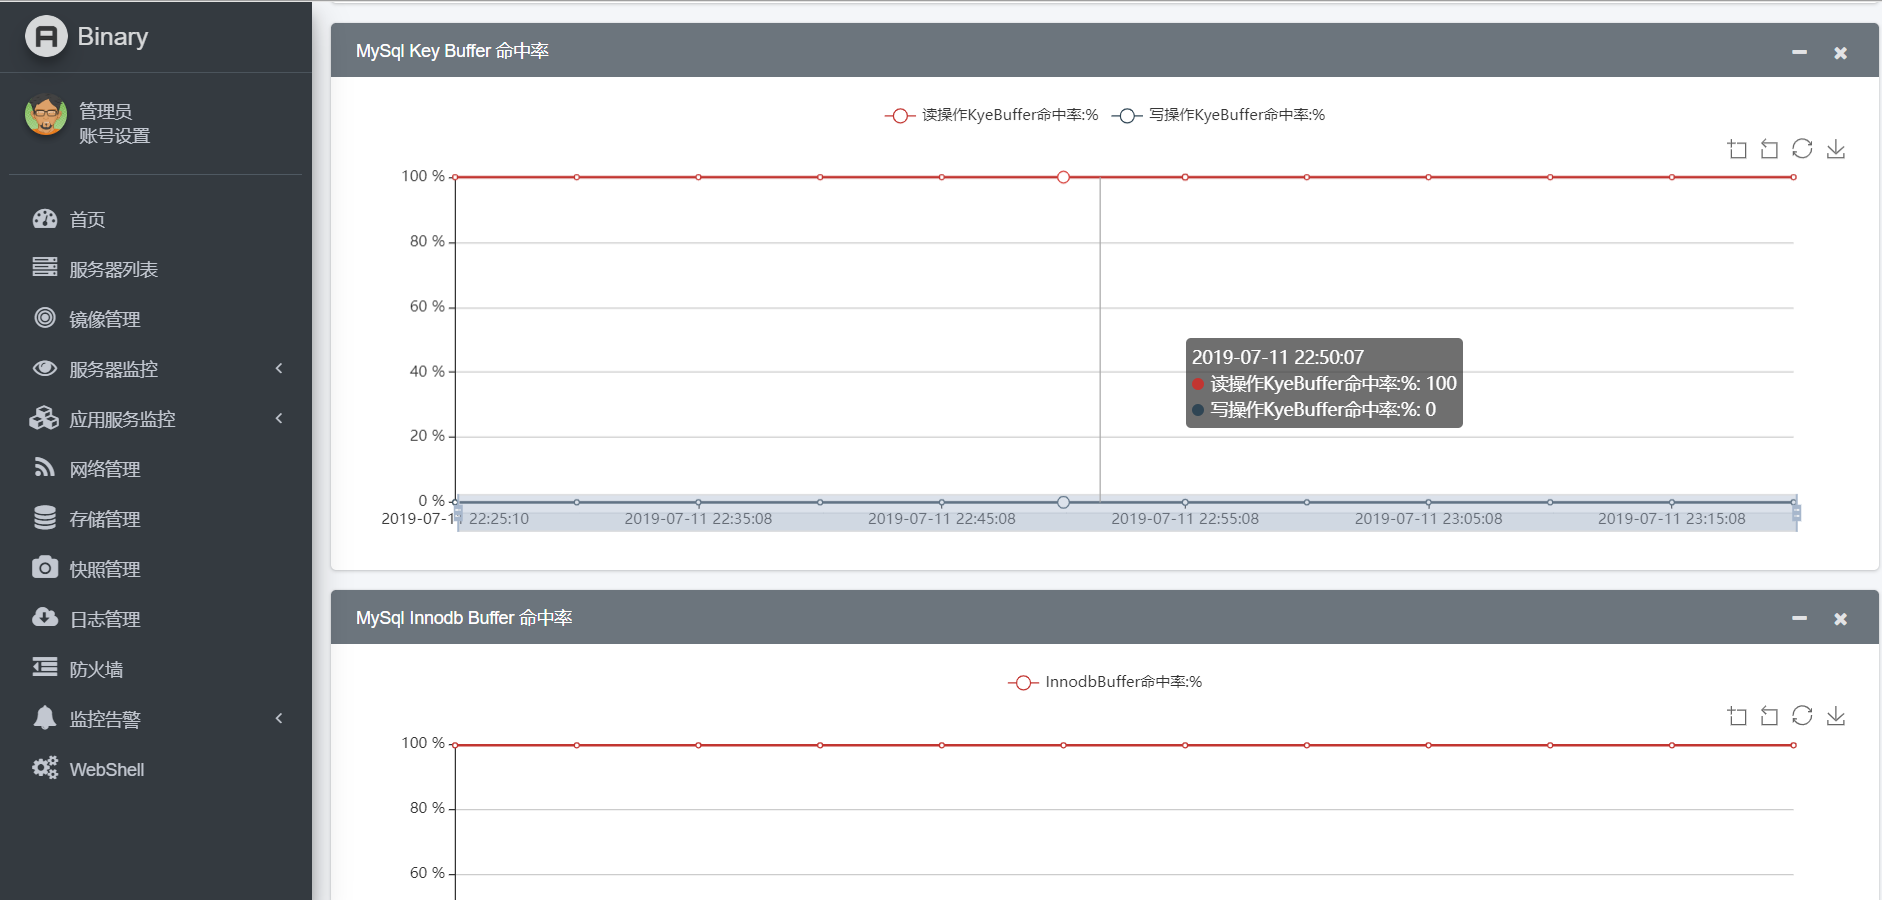 Binary
管理员
账号设置
首页
服务器列表
镜像管理
服务器监控
应用服务监控
网络管理
存储管理
快照管理
日志管理
防火墙
监控告警
WebShell
MySql Key Buffer 命中率
读操作KyeBuffer命中率:% 写操作KyeBuffer命中率:%
100 %
80 %
60 %
40 %
20 %
0 %
2019-07-11 22:50:07
读操作KyeBuffer命中率:%: 100
写操作KyeBuffer命中率:%: 0
2019-07-11 22:25:10 2019-07-11 22:35:08 2019-07-11 22:45:08 2019-07-11 22:55:08 2019-07-11 23:05:08 2019-07-11 23:15:08
MySql Innodb Buffer 命中率
InnodbBuffer命中率:%
100 %
80 %
60 %